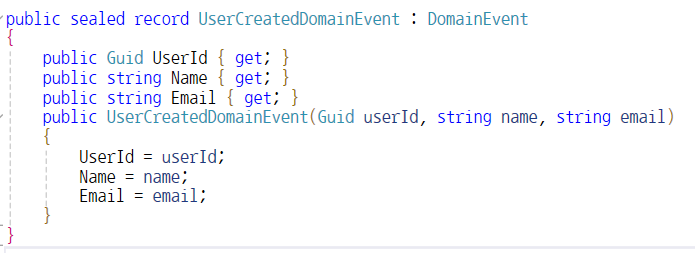 public sealed record UserCreatedDomainEvent : DomainEvent
{
    public Guid UserId { get; }
    public string Name { get; }
    public string Email { get; }
    public UserCreatedDomainEvent(Guid userId, string name, string email)
    {
        UserId = userId;
        Name = name;
        Email = email;
    }
}